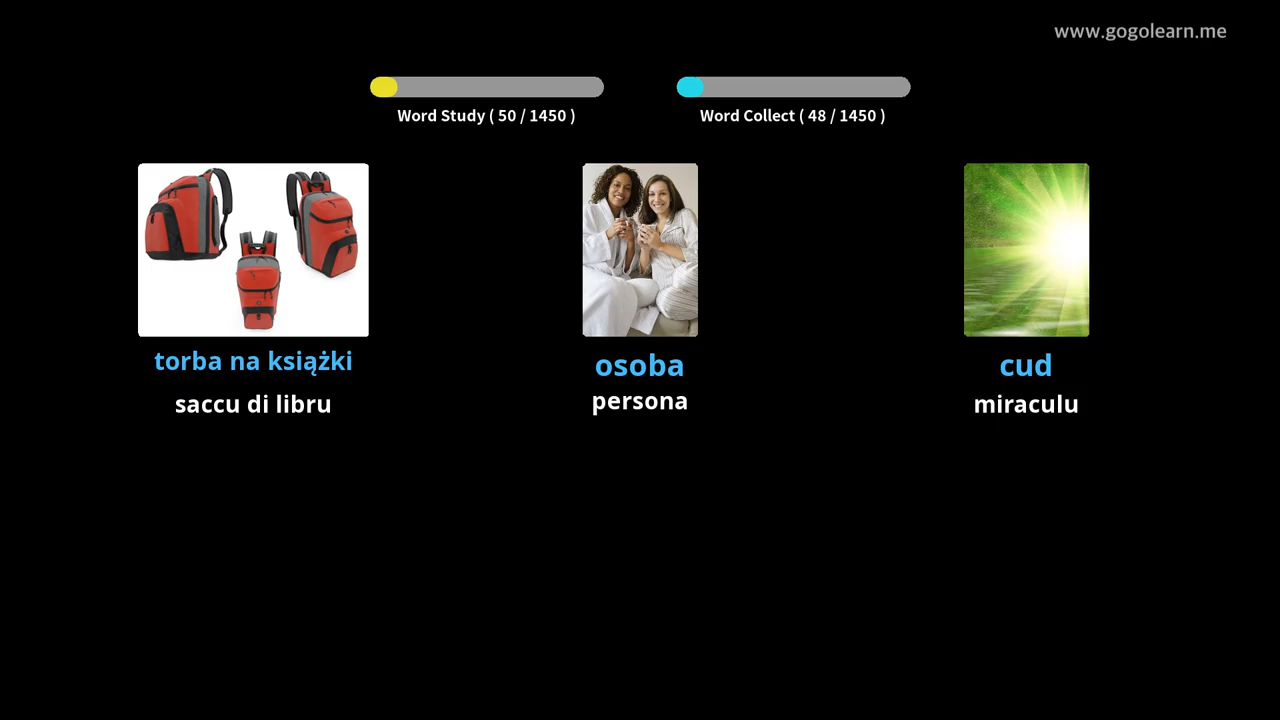 www.gogolearn.me
Word Study ( 50 / 1450 )
Word Collect ( 48 / 1450 )
torba na książki
saccu di libru
osoba
persona
cud
miraculu